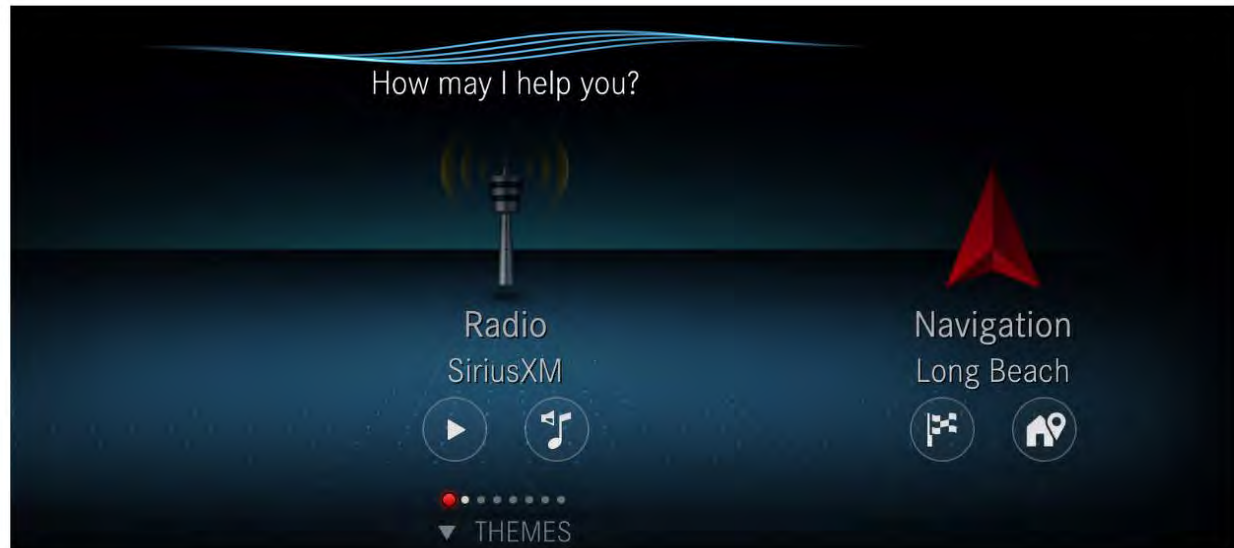 How may I help you?
Radio
SiriusXM
Navigation
Long Beach
THEMES